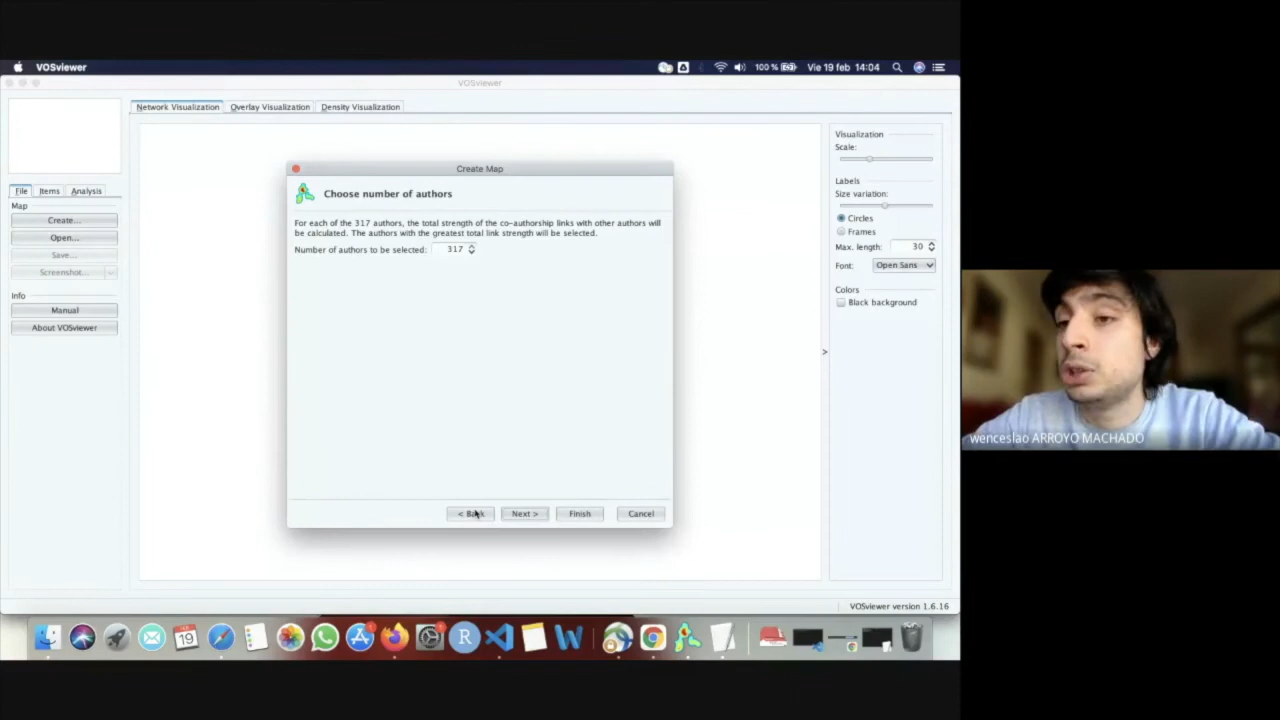 VOSviewer
100 %
Vie 19 feb 14:04
VOSviewer
Network Visualization
Overlay Visualization
Density Visualization
File
Items
Analysis
Map
Create...
Open...
Save...
Screenshot...
Info
Manual
About VOSviewer
Create Map
Choose number of authors
For each of the 317 authors, the total strength of the co-authorship links with other authors will
be calculated. The authors with the greatest total link strength will be selected.
Number of authors to be selected: 317
< Back
Next >
Finish
Cancel
Visualization
Scale:
Labels
Size variation:
Circles
Frames
Max. length: 30
Font: Open Sans
Colors
Black background
>
VOSviewer version 1.6.16
wenceslao ARROYO MACHADO
19
R
W